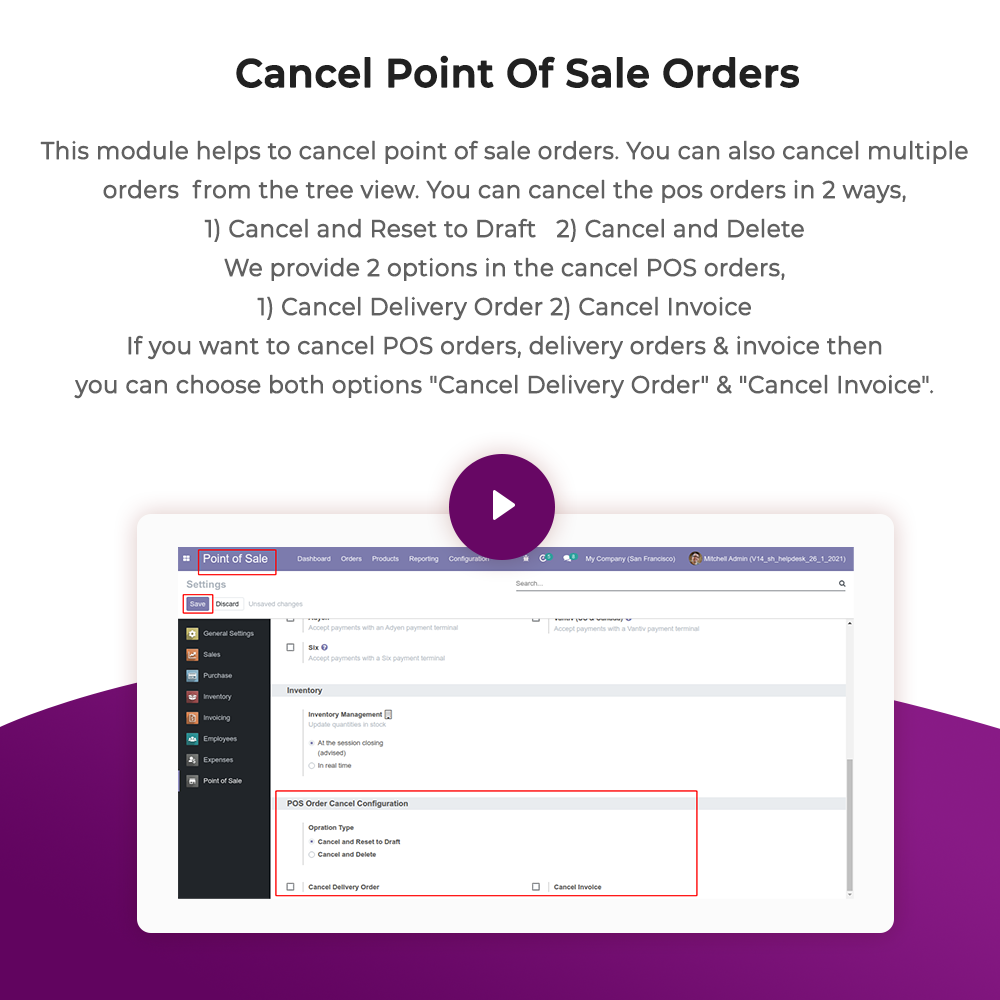 Cancel Point Of Sale Orders
This module helps to cancel point of sale orders. You can also cancel multiple
orders  from the tree view. You can cancel the pos orders in 2 ways,
1) Cancel and Reset to Draft   2) Cancel and Delete
We provide 2 options in the cancel POS orders,
1) Cancel Delivery Order 2) Cancel Invoice
If you want to cancel POS orders, delivery orders & invoice then
you can choose both options "Cancel Delivery Order" & "Cancel Invoice".
Point of Sale Dashboard Orders Products Reporting Configuration 5 2 My Company (San Francisco) Mitchell Admin (V14_sh_helpdesk_26_1_2021)
Settings
Search...
Save Discard Unsaved changes
General Settings
Sales
Purchase
Inventory
Invoicing
Employees
Expenses
Point of Sale
Accept payments with an Adyen payment terminal
Accept payments with a Vantiv payment terminal
Six ?
Accept payments with a Six payment terminal
Inventory
Inventory Management
Update quantities in stock
At the session closing
(advised)
In real time
POS Order Cancel Configuration
Opration Type
Cancel and Reset to Draft
Cancel and Delete
Cancel Delivery Order
Cancel Invoice